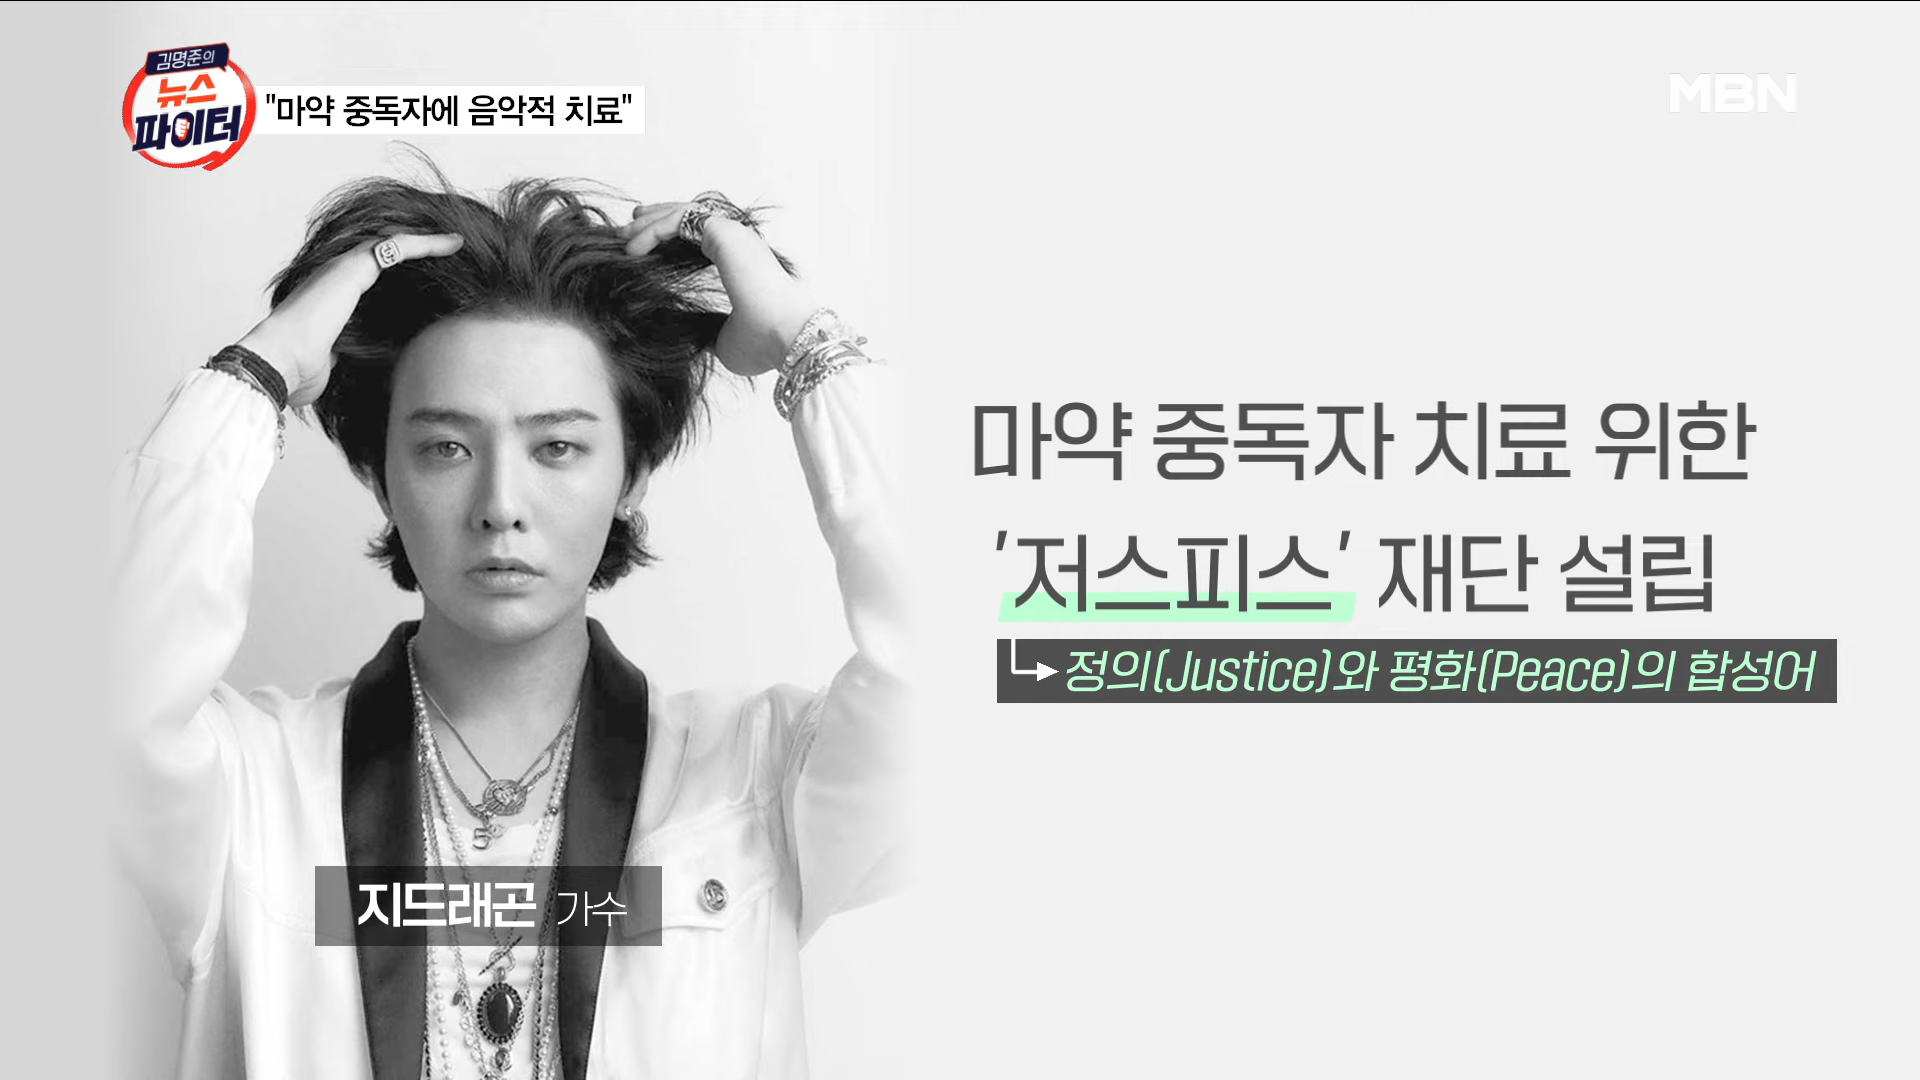 김명준의
뉴스
파이터
"마약 중독자에 음악적 치료"
MBN
마약 중독자 치료 위한
'저스피스' 재단 설립
정의(Justice)와 평화(Peace)의 합성어
지드래곤 가수